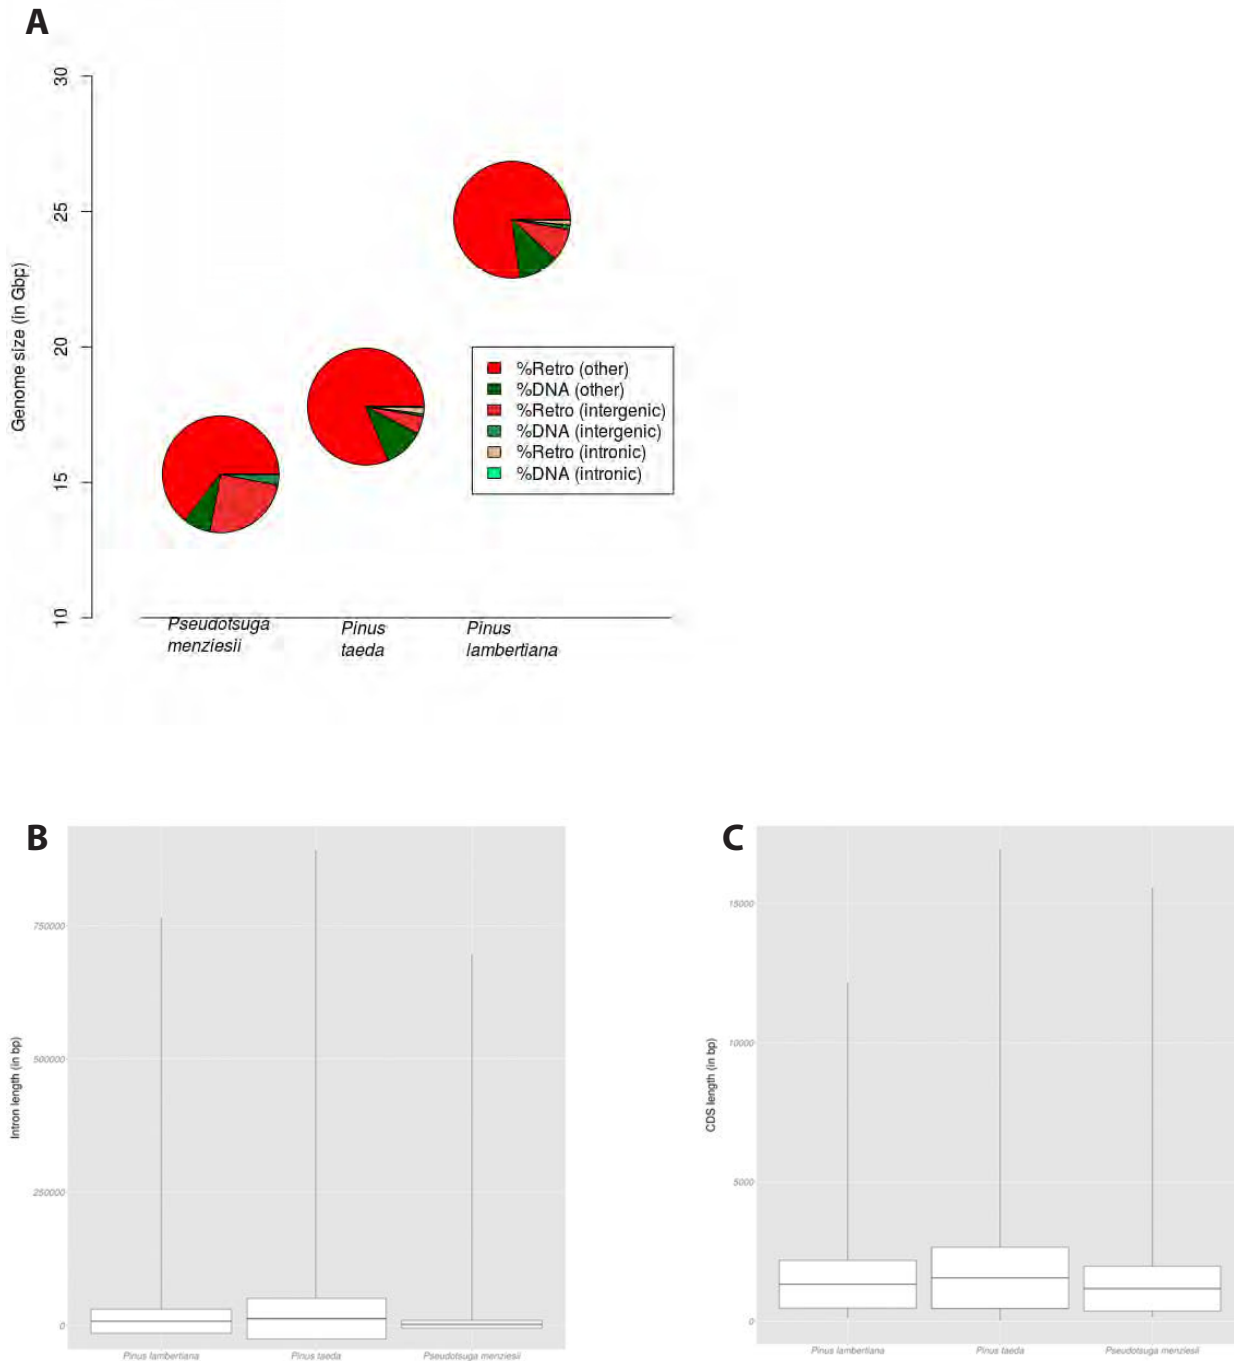 A
30
25
20
15
10
Genome size (in Gbp)
%Retro (other)
%DNA (other)
%Retro (intergenic)
%DNA (intergenic)
%Retro (intronic)
%DNA (intronic)
Pseudotsuga
menziesii
Pinus
taeda
Pinus
lambertiana
B
750000
500000
250000
0
Intron length (in bp)
Pinus lambertiana
Pinus taeda
Pseudotsuga menziesii
C
15000
10000
5000
0
CDS length (in bp)
Pinus lambertiana
Pinus taeda
Pseudotsuga menziesii